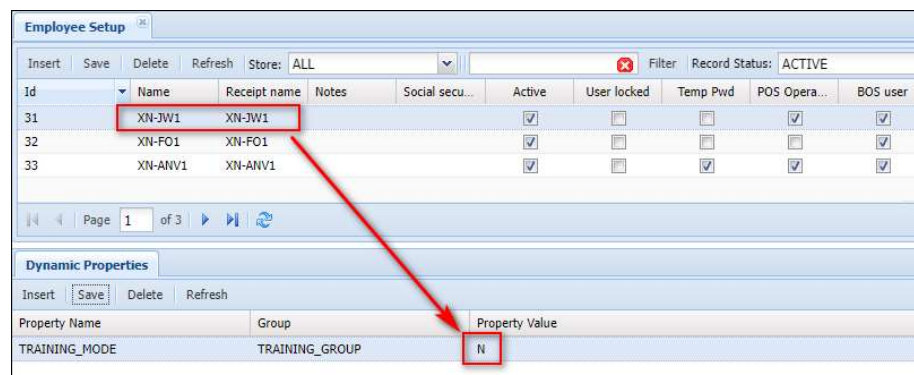 Employee Setup
Insert Save Delete Refresh Store: ALL Filter Record Status: ACTIVE
Id Name Receipt name Notes Social secu... Active User locked Temp Pwd POS Opera... BOS user
31 XN-JW1 XN-JW1
32 XN-FO1 XN-FO1
33 XN-ANV1 XN-ANV1
Page 1 of 3
Dynamic Properties
Insert Save Delete Refresh
Property Name Group Property Value
TRAINING_MODE TRAINING_GROUP N